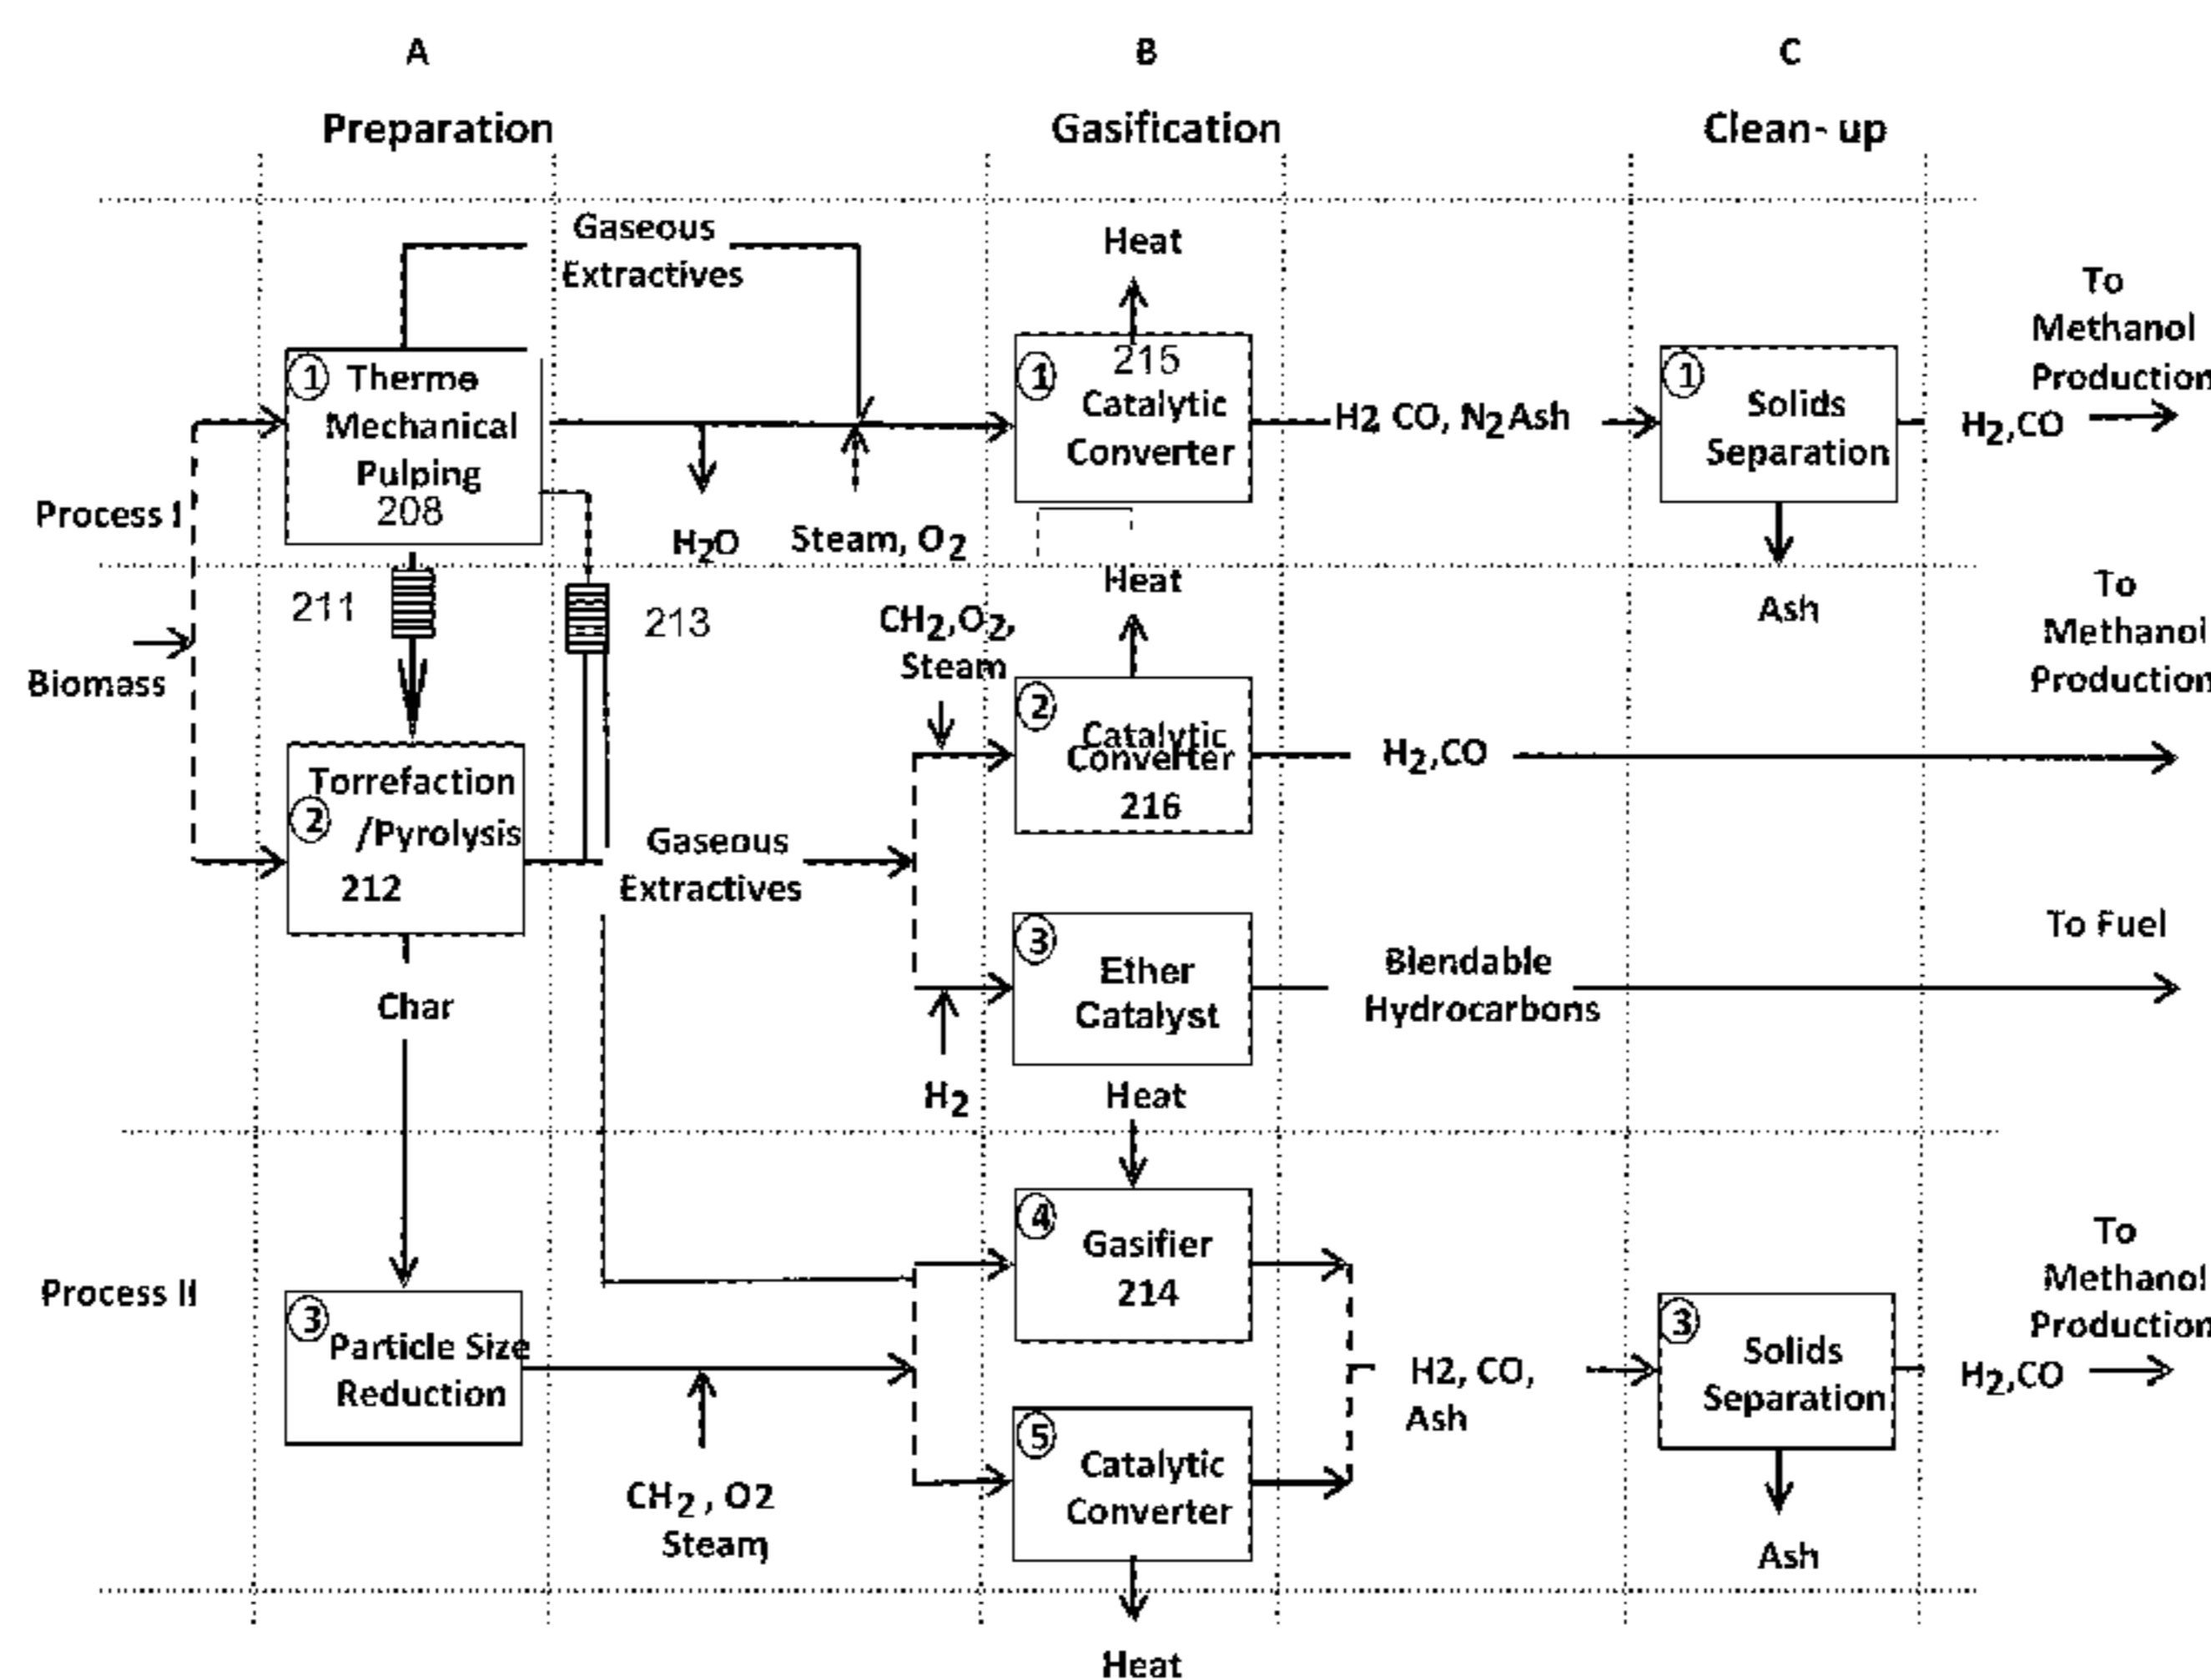 A
B
C
Preparation
Gasification
Clean- up
Gaseous
Extractives
Heat
To
Methanol
Production
1
Thermo
Mechanical
Pulping
208
1
215
Catalytic
Converter
H2 CO, N2 Ash
1
Solids
Separation
H2,CO
Process I
H2O
Steam, O2
Heat
Ash
To
Methanol
Production
211
213
CH2,O2,
Steam
Biomass
2
Catalytic
Converter
216
H2,CO
Torrefaction
2
/Pyrolysis
212
Gaseous
Extractives
3
Ether
Catalyst
Blendable
Hydrocarbons
To Fuel
Char
H2
Heat
Process II
3
Particle Size
Reduction
4
Gasifier
214
To
Methanol
Production
H2, CO,
Ash
3
Solids
Separation
H2,CO
CH2 , O2
Steam
5
Catalytic
Converter
Ash
Heat